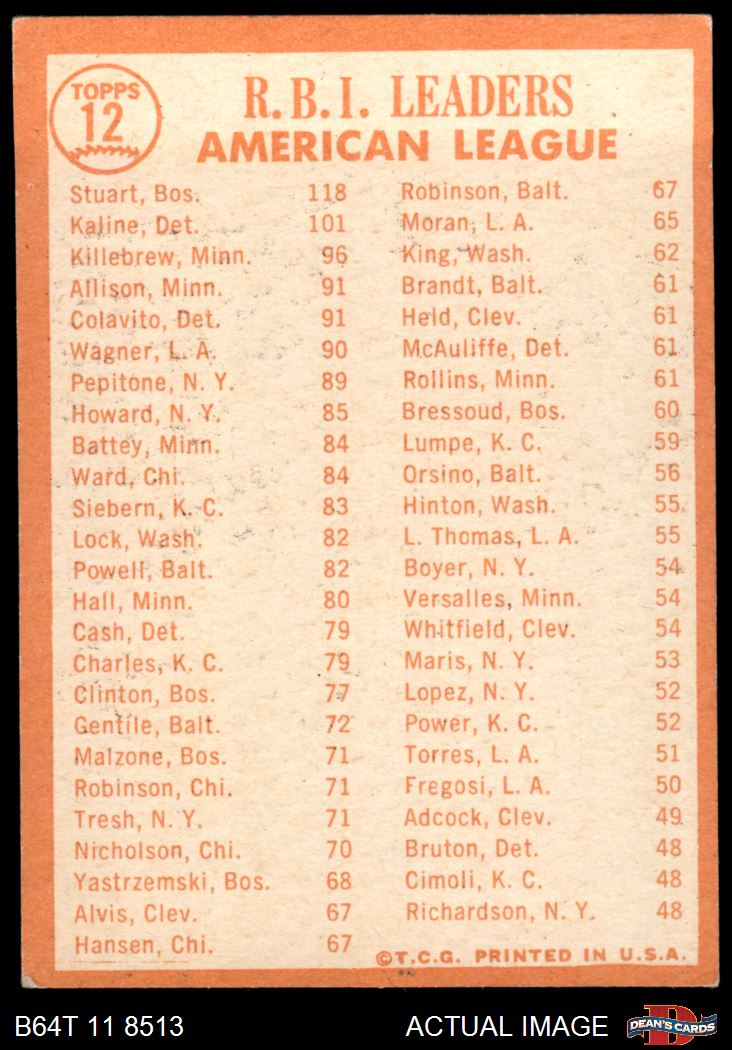 TOPPS
12
R.B.I. LEADERS
AMERICAN LEAGUE
Stuart, Bos. 118
Kaline, Det. 101
Killebrew, Minn. 96
Allison, Minn. 91
Colavito, Det. 91
Wagner, L. A. 90
Pepitone, N. Y. 89
Howard, N. Y. 85
Battey, Minn. 84
Ward, Chi. 84
Siebern, K. C. 83
Lock, Wash. 82
Powell, Balt. 82
Hall, Minn. 80
Cash, Det. 79
Charles, K. C. 79
Clinton, Bos. 77
Gentile, Balt. 72
Malzone, Bos. 71
Robinson, Chi. 71
Tresh, N. Y. 71
Nicholson, Chi. 70
Yastrzemski, Bos. 68
Alvis, Clev. 67
Hansen, Chi. 67
Robinson, Balt. 67
Moran, L. A. 65
King, Wash. 62
Brandt, Balt. 61
Held, Clev. 61
McAuliffe, Det. 61
Rollins, Minn. 61
Bressoud, Bos. 60
Lumpe, K. C. 59
Orsino, Balt. 56
Hinton, Wash. 55
L. Thomas, L. A. 55
Boyer, N. Y. 54
Versalles, Minn. 54
Whitfield, Clev. 54
Maris, N. Y. 53
Lopez, N. Y. 52
Power, K. C. 52
Torres, L. A. 51
Fregosi, L. A. 50
Adcock, Clev. 49
Bruton, Det. 48
Cimoli, K. C. 48
Richardson, N. Y. 48
©T.C.G. PRINTED IN U.S.A.
B64T 11 8513
ACTUAL IMAGE
DEAN'S CARDS